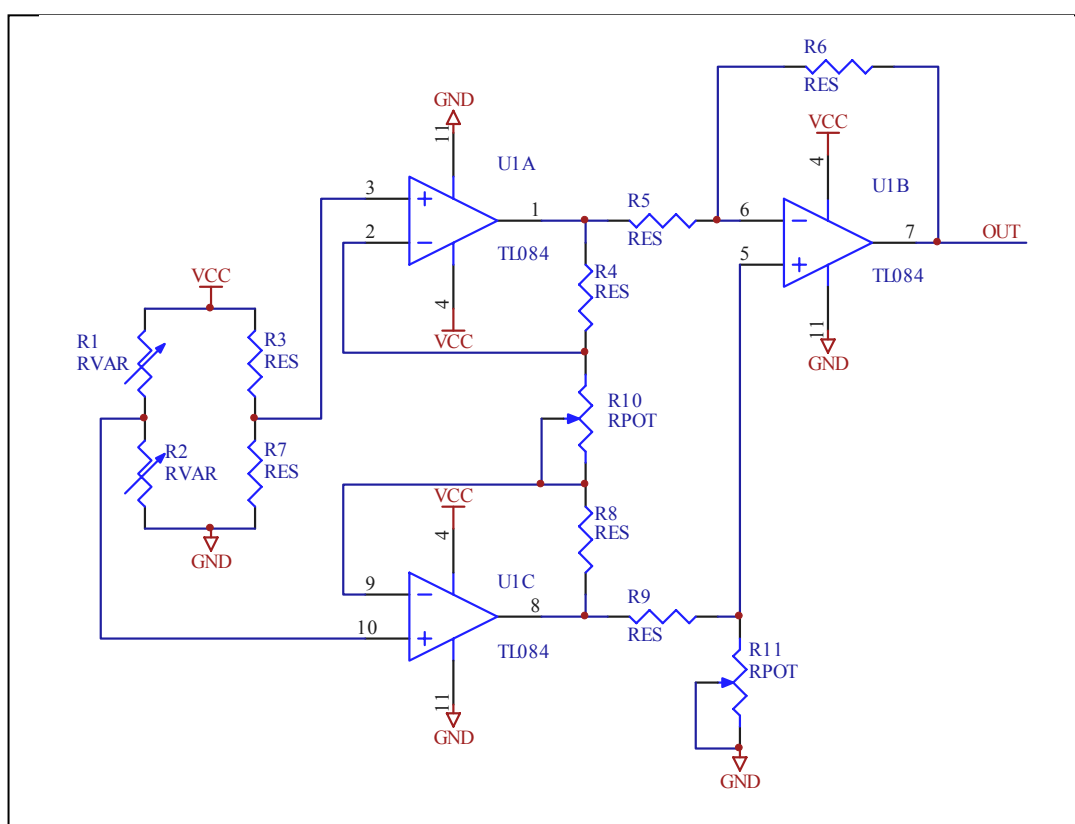 R6
RES
GND
11
VCC
4
U1A
U1B
3
2
1
R5
RES
6
5
7
OUT
TL084
TL084
R4
RES
4
VCC
11
GND
VCC
R1
RVAR
R3
RES
R10
RPOT
R2
RVAR
R7
RES
GND
VCC
4
R8
RES
U1C
9
10
8
R9
RES
TL084
11
GND
R11
RPOT
GND